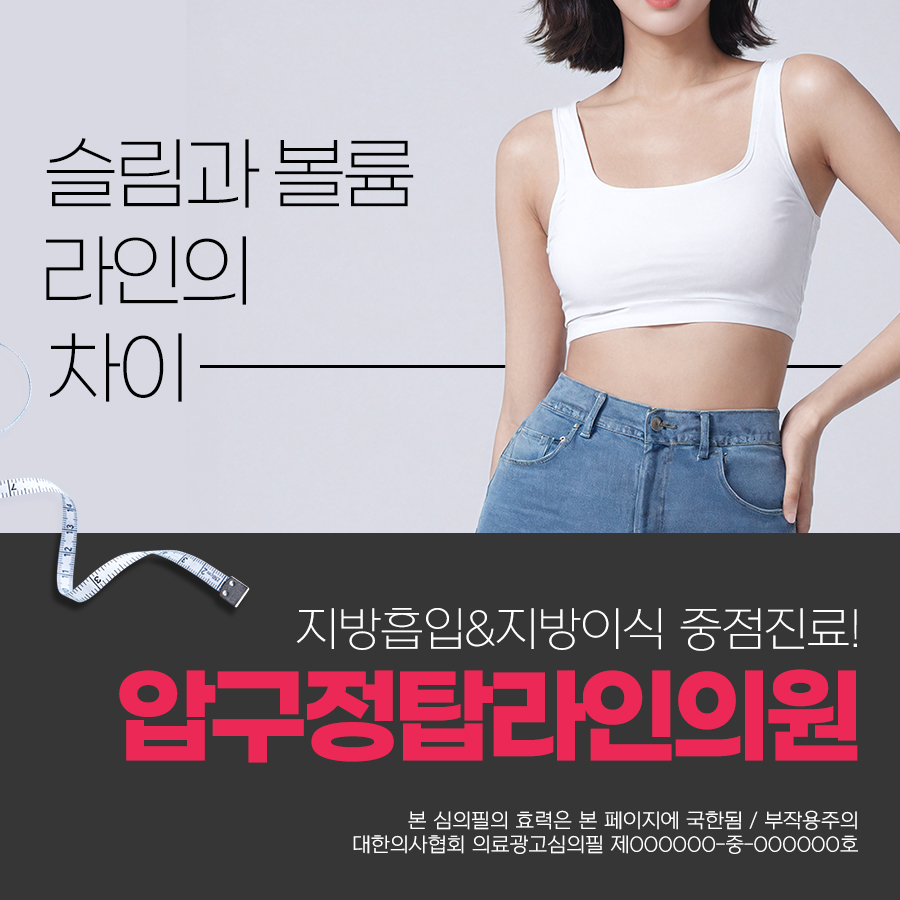 슬림과 볼륨
라인의
차이
지방흡입&지방이식 중점진료!
압구정탑라인의원
본 심의필의 효력은 본 페이지에 국한됨 / 부작용주의
대한의사협회 의료광고심의필 제000000-중-000000호